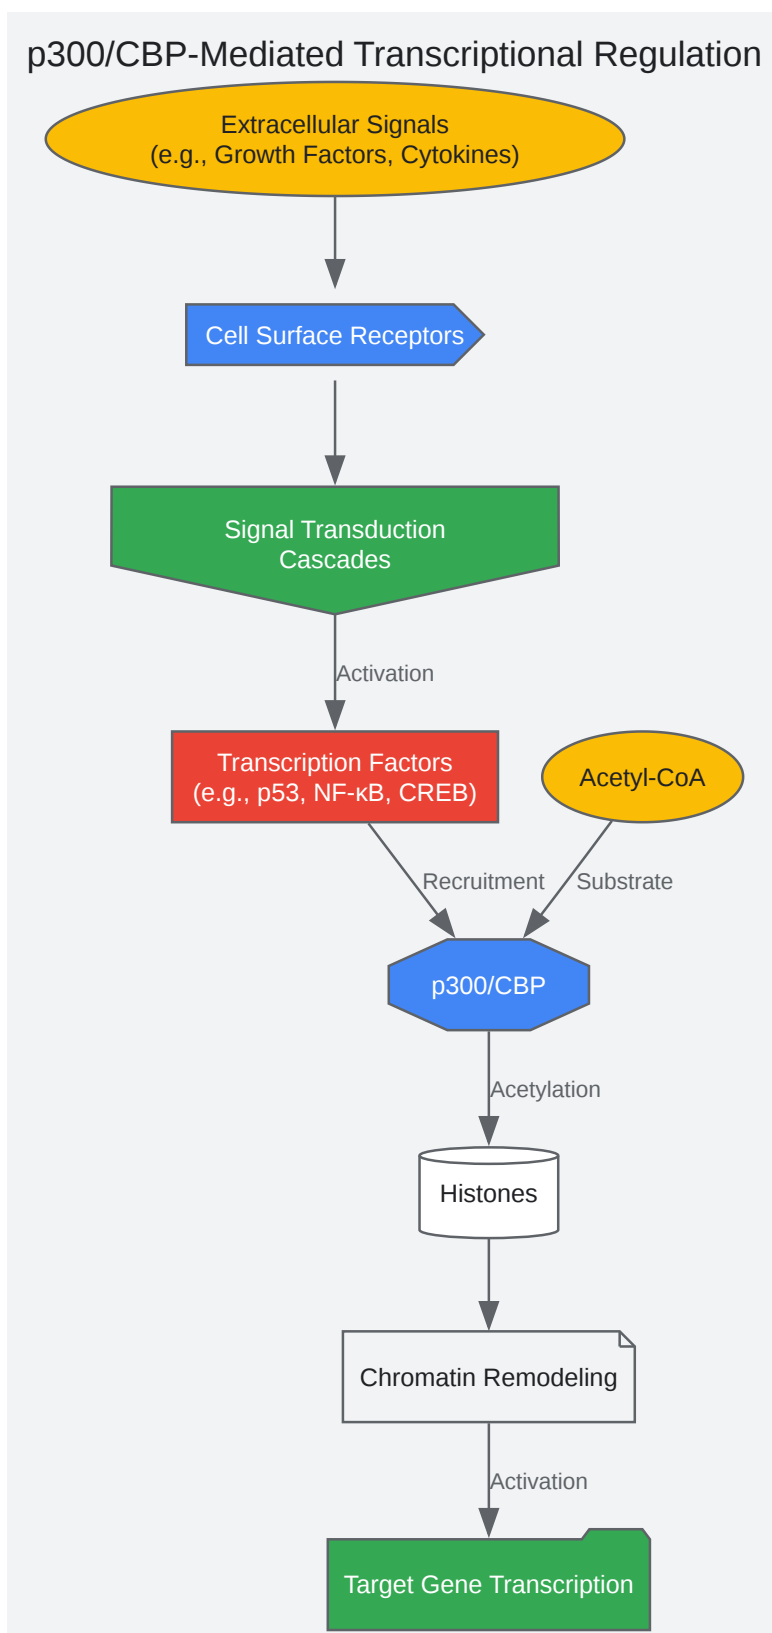 p300/CBP-Mediated Transcriptional Regulation
Extracellular Signals
(e.g., Growth Factors, Cytokines)
Cell Surface Receptors
Signal Transduction
Cascades
Activation
Transcription Factors
(e.g., p53, NF-κB, CREB)
Acetyl-CoA
Recruitment
Substrate
p300/CBP
Acetylation
Histones
Chromatin Remodeling
Activation
Target Gene Transcription